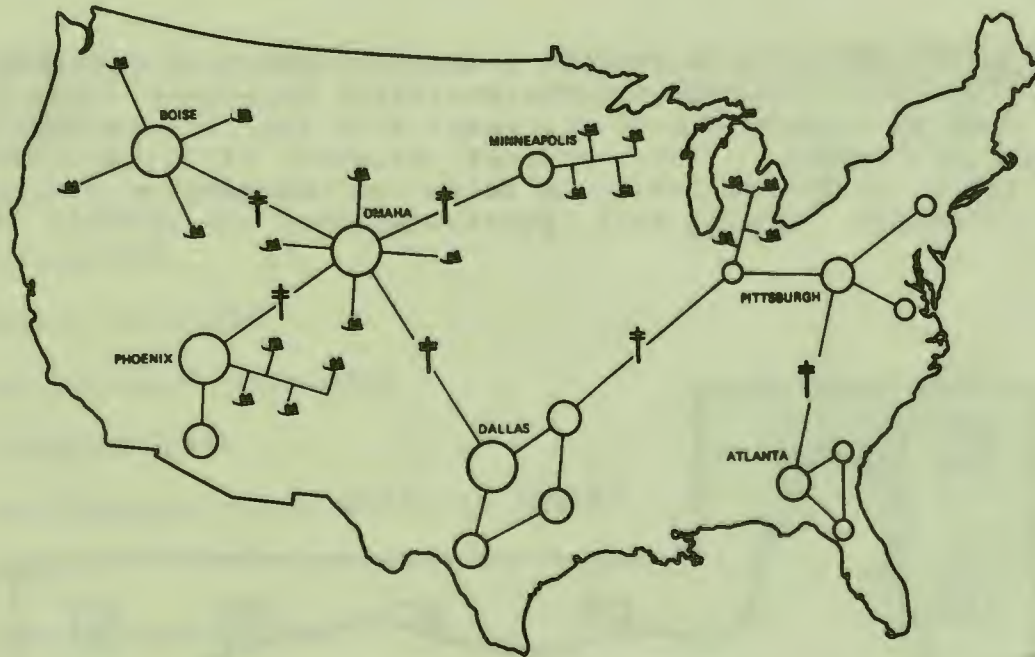 BOISE
MINNEAPOLIS
OMAHA
PITTSBURGH
PHOENIX
DALLAS
ATLANTA